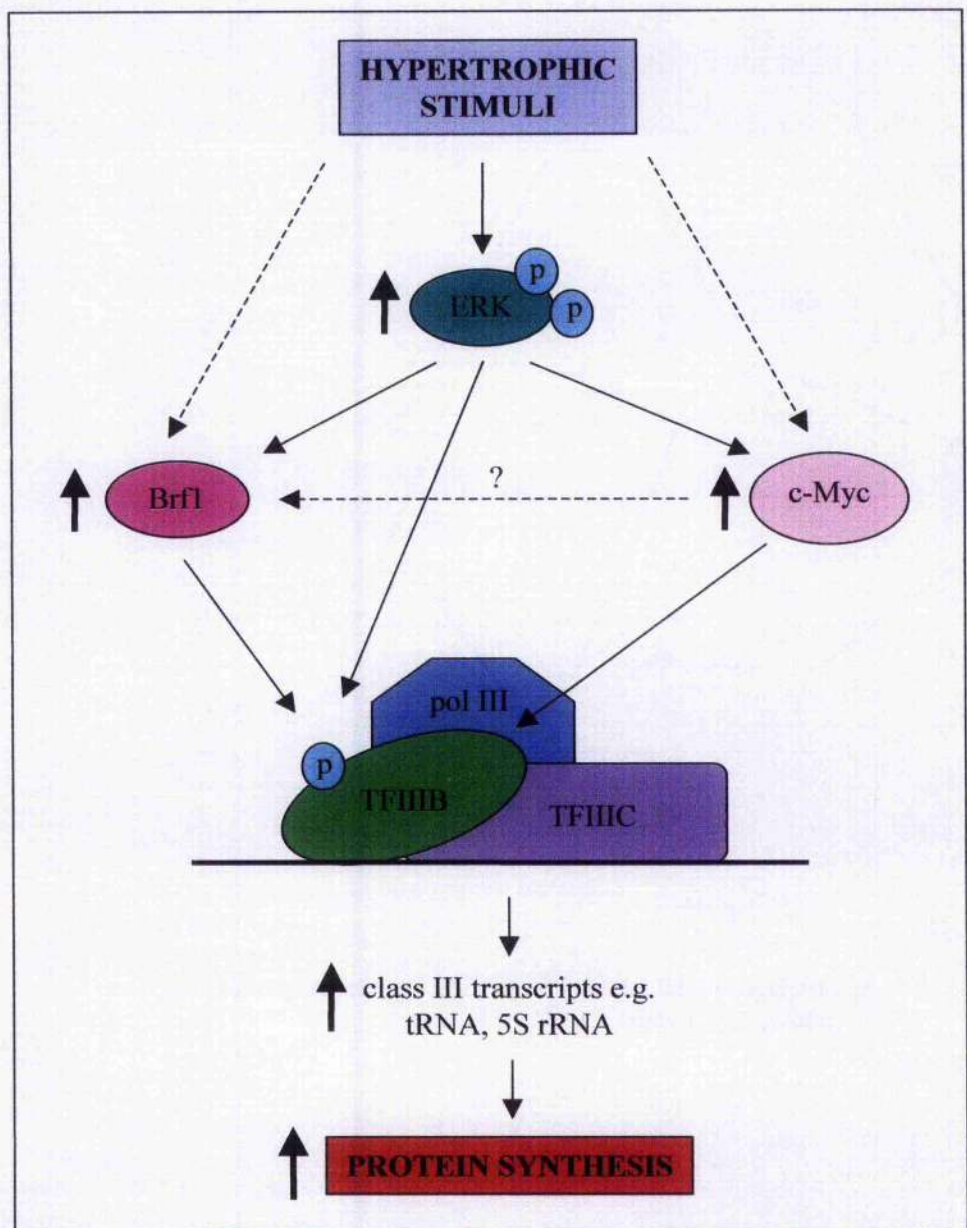 HYPERTROPHIC
STIMULI
p
ERK
p
Brf1
?
c-Myc
pol III
p
TFIIIB
TFIIIC
class III transcripts e.g.
tRNA, 5S rRNA
PROTEIN SYNTHESIS